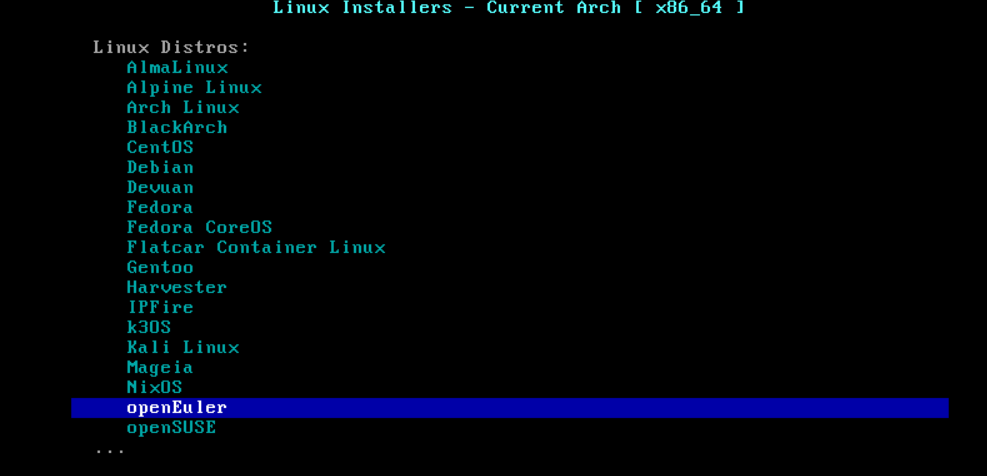 Linux Installers - Current Arch [ x86_64 ]
Linux Distros:
AlmaLinux
Alpine Linux
Arch Linux
BlackArch
CentOS
Debian
Devuan
Fedora
Fedora CoreOS
Flatcar Container Linux
Gentoo
Harvester
IPFire
k3OS
Kali Linux
Mageia
NixOS
openEuler
openSUSE
...